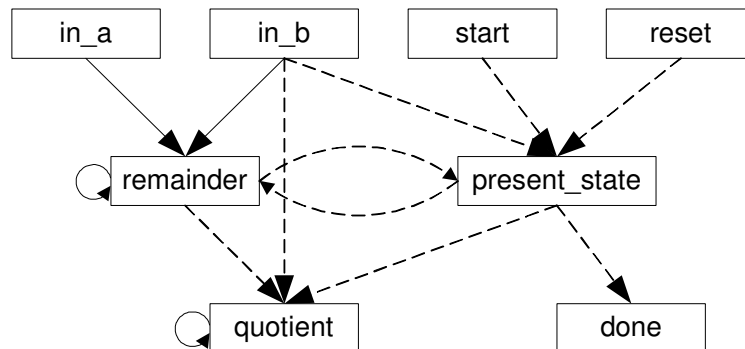 in_a
in_b
start
reset
remainder
present_state
quotient
done